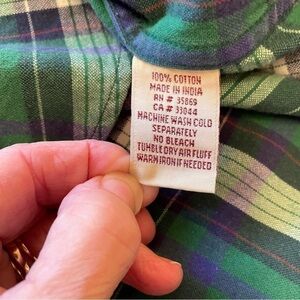 100% COTTON
MADE IN INDIA
RN # 35869
CA # 33044
MACHINE WASH COLD
SEPARATELY
NO BLEACH
TUMBLE DRY AIR FLUFF
WARM IRON IF NEEDED